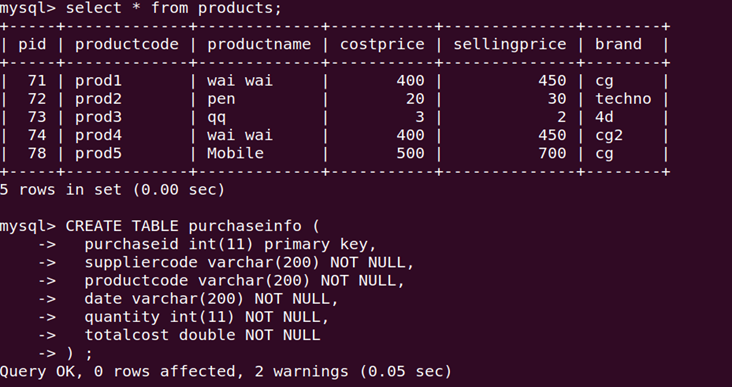 mysql> select * from products;
+-----+-------------+-------------+-----------+--------------+--------+
| pid | productcode | productname | costprice | sellingprice | brand  |
+-----+-------------+-------------+-----------+--------------+--------+
|  71 | prod1       | wai wai     |       400 |          450 | cg     |
|  72 | prod2       | pen         |        20 |           30 | techno |
|  73 | prod3       | qq          |         3 |            2 | 4d     |
|  74 | prod4       | wai wai     |       400 |          450 | cg2    |
|  78 | prod5       | Mobile      |       500 |          700 | cg     |
+-----+-------------+-------------+-----------+--------------+--------+
5 rows in set (0.00 sec)

mysql> CREATE TABLE purchaseinfo (
    ->   purchaseid int(11) primary key,
    ->   suppliercode varchar(200) NOT NULL,
    ->   productcode varchar(200) NOT NULL,
    ->   date varchar(200) NOT NULL,
    ->   quantity int(11) NOT NULL,
    ->   totalcost double NOT NULL
    -> ) ;
Query OK, 0 rows affected, 2 warnings (0.05 sec)